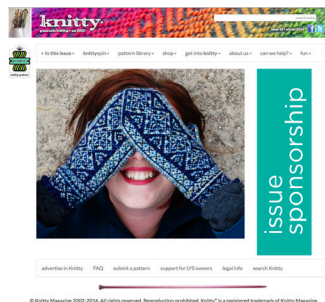 knitty
+ in this issue knittyspin pattern library shop get into knitty about us can we help? fun
issue
sponsorship
advertise in Knitty FAQ submit a pattern support for LYS owners legal info search Knitty
© Knitty Magazine 2002-2016. All rights reserved. Reproduction prohibited. Knitty® is a registered trademark of Knitty Magazine